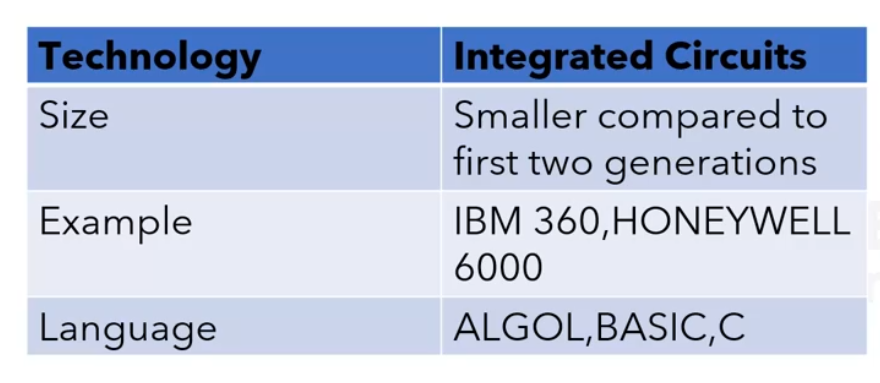 Technology
Integrated Circuits
Size
Smaller compared to
first two generations
Example
IBM 360,HONEYWELL
6000
Language
ALGOL,BASIC,C